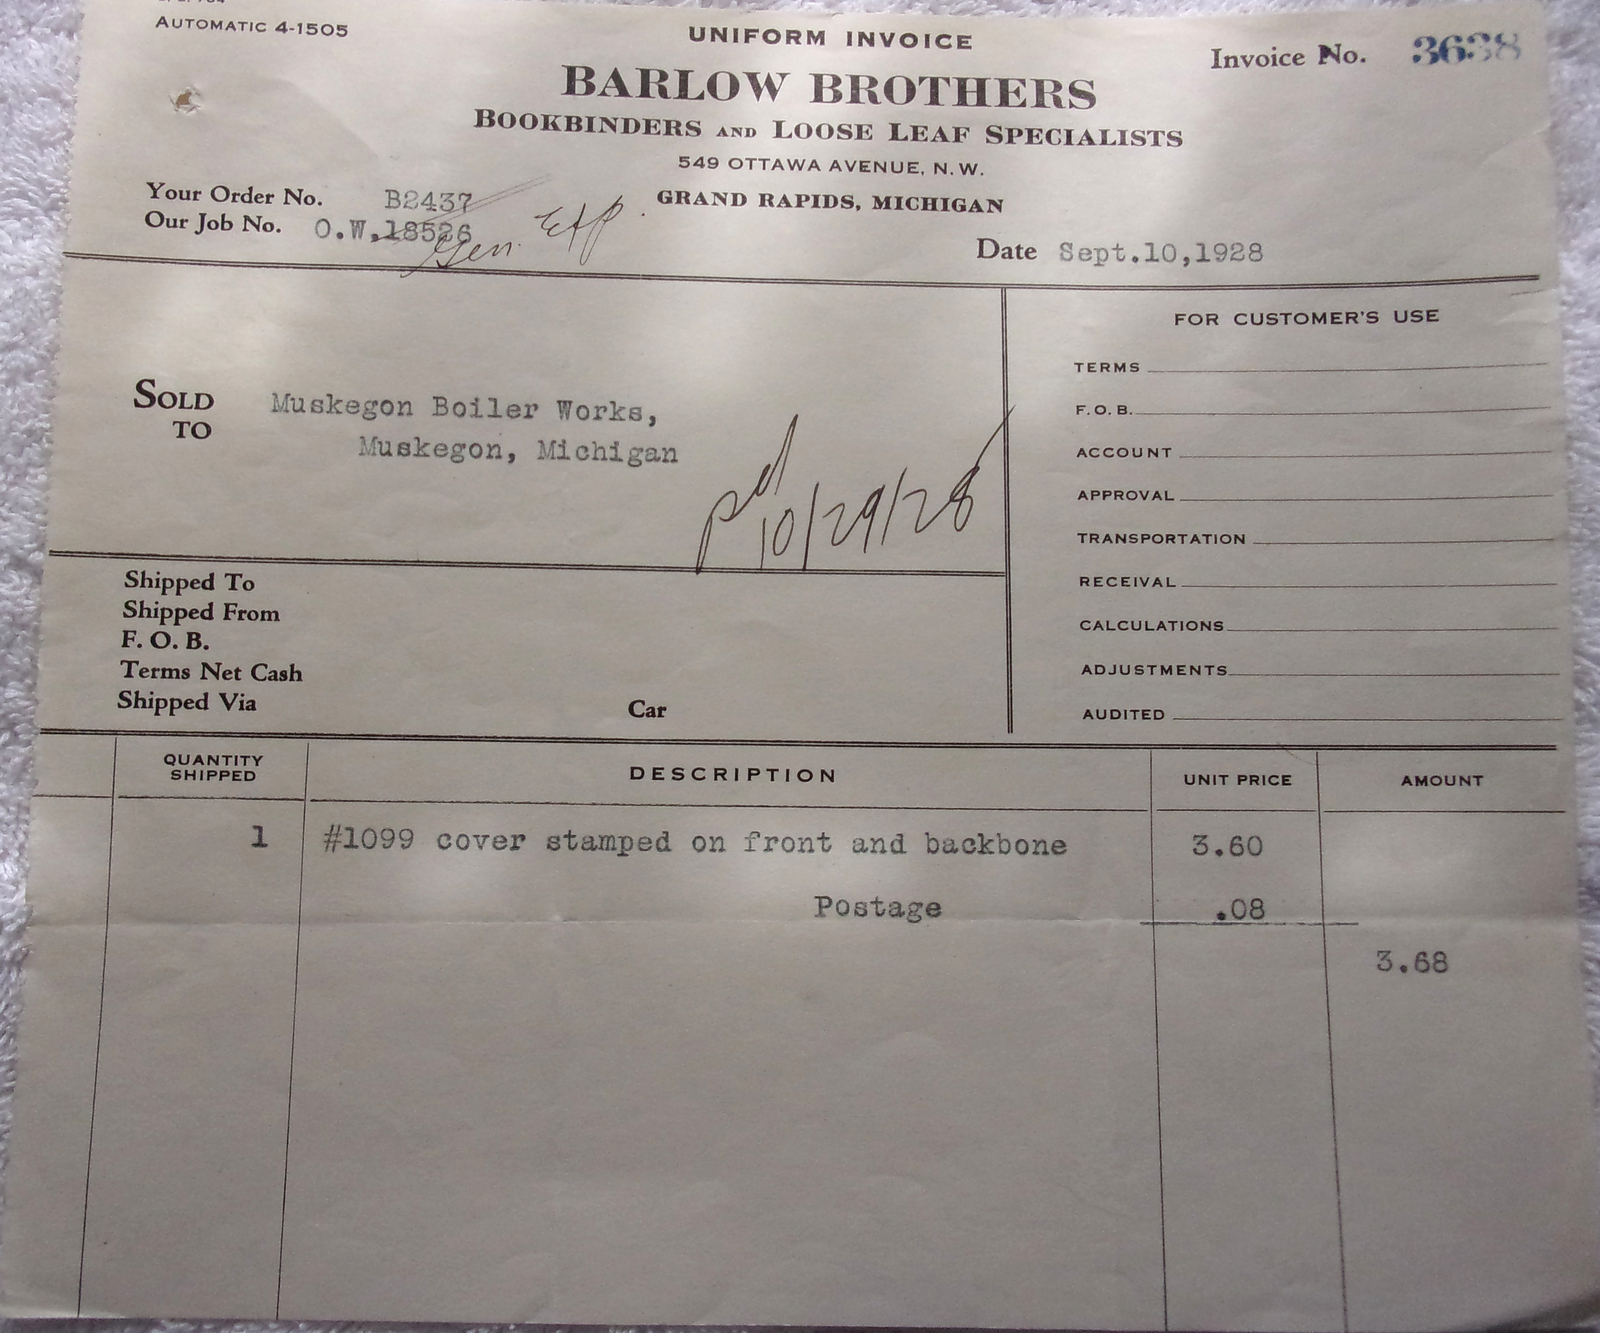 AUTOMATIC 4-1505
UNIFORM INVOICE
Invoice No. 3638
BARLOW BROTHERS
BOOKBINDERS AND LOOSE LEAF SPECIALISTS
549 OTTAWA AVENUE, N.W.
GRAND RAPIDS, MICHIGAN
Your Order No. B2437
Our Job No. O.W.18526
Gen. Exp.
Date Sept.10,1928
FOR CUSTOMER'S USE
TERMS
F.O.B.
ACCOUNT
APPROVAL
TRANSPORTATION
RECEIVAL
CALCULATIONS
ADJUSTMENTS
AUDITED
SOLD TO
Muskegon Boiler Works,
Muskegon, Michigan
pd
10/29/28
Shipped To
Shipped From
F. O. B.
Terms Net Cash
Shipped Via Car
QUANTITY SHIPPED DESCRIPTION UNIT PRICE AMOUNT
1 #1099 cover stamped on front and backbone 3.60
Postage .08
3.68